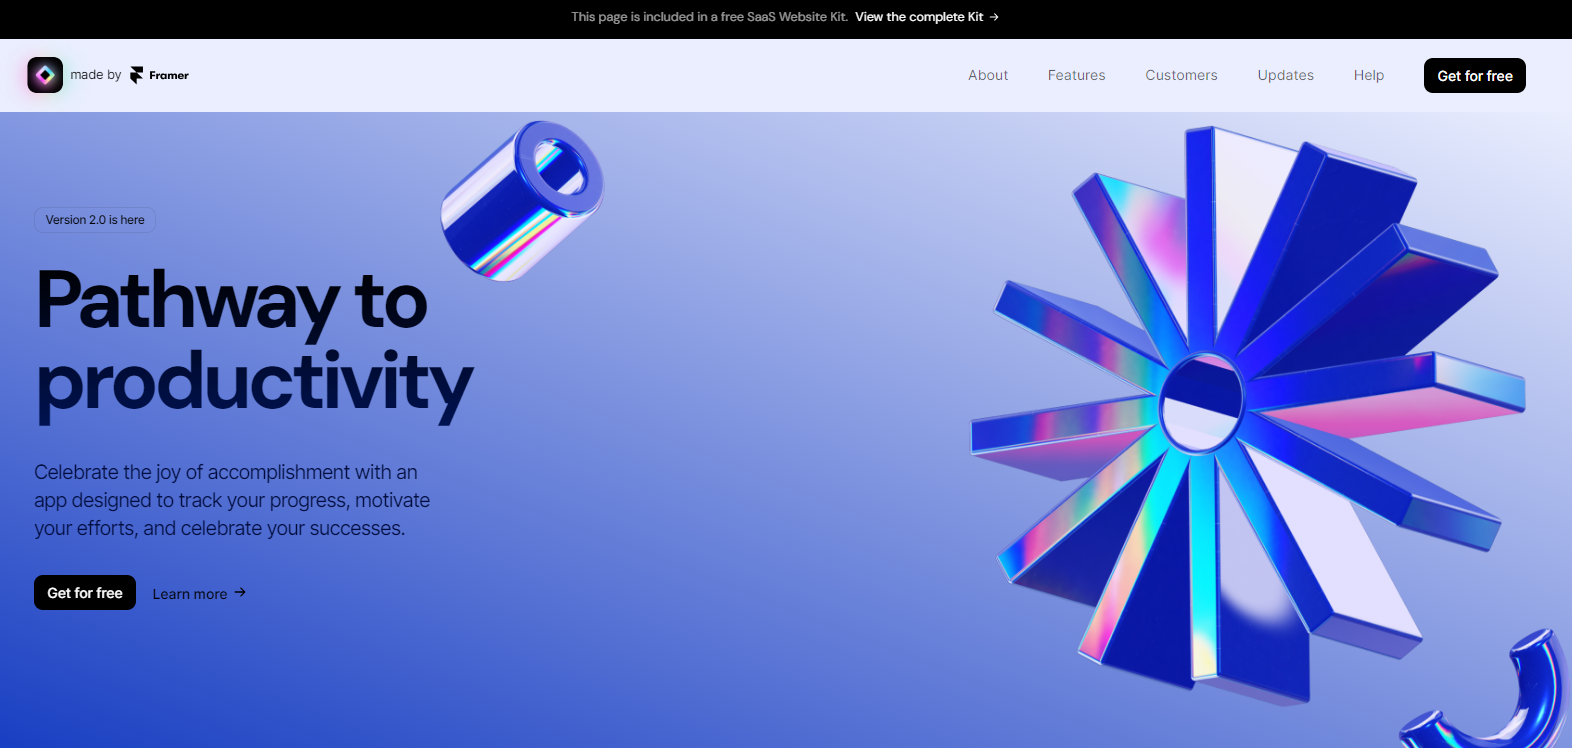 This page is included in a free SaaS Website Kit. View the complete Kit →
made by Framer
About Features Customers Updates Help Get for free
Version 2.0 is here
Pathway to
productivity
Celebrate the joy of accomplishment with an
app designed to track your progress, motivate
your efforts, and celebrate your successes.
Get for free Learn more →